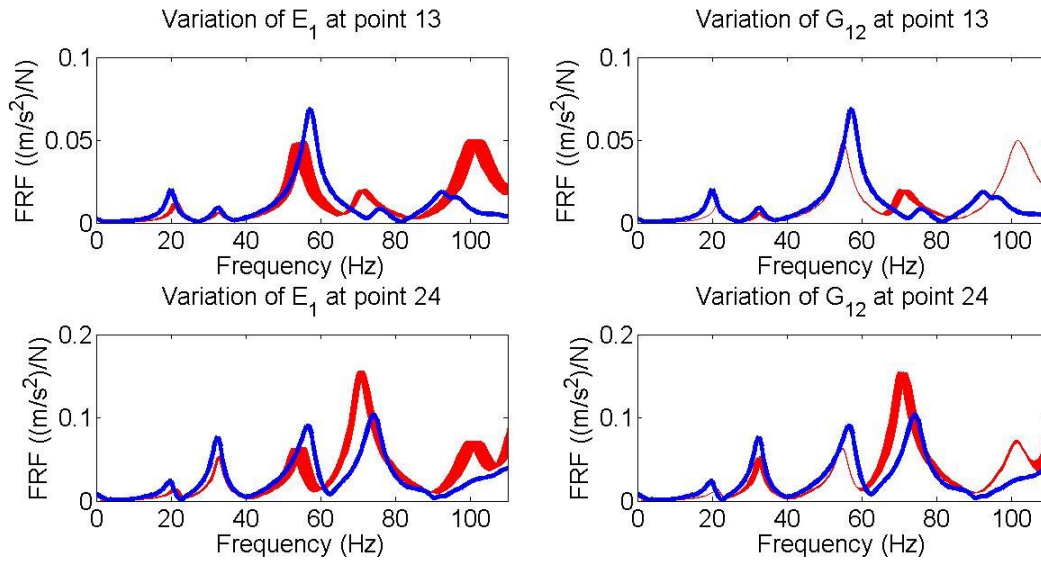 Variation of E1 at point 13
FRF ((m/s²)/N)
0.1
0.05
0
0 20 40 60 80 100
Frequency (Hz)
Variation of G12 at point 13
FRF ((m/s²)/N)
0.1
0.05
0
0 20 40 60 80 100
Frequency (Hz)
Variation of E1 at point 24
FRF ((m/s²)/N)
0.2
0.1
0
0 20 40 60 80 100
Frequency (Hz)
Variation of G12 at point 24
FRF ((m/s²)/N)
0.2
0.1
0
0 20 40 60 80 100
Frequency (Hz)